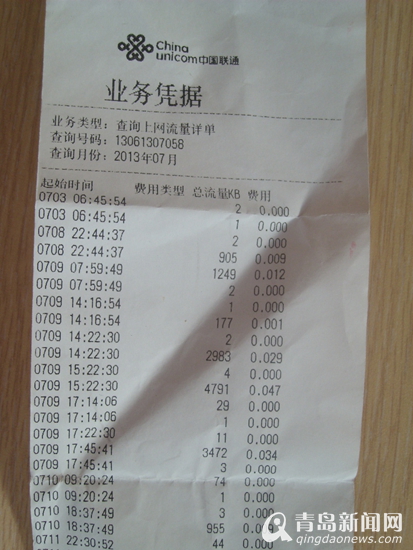 China
unicom中国联通
业务凭据
业务类型: 查询上网流量详单
查询号码: 13061307058
查询月份: 2013年07月
起始时间 费用类型 总流量KB 费用
0703 06:45:54 2 0.000
0703 06:45:54 1 0.000
0708 22:44:37 2 0.000
0708 22:44:37 905 0.009
0709 07:59:49 1249 0.012
0709 07:59:49 2 0.000
0709 14:16:54 1 0.000
0709 14:16:54 177 0.001
0709 14:22:30 2 0.000
0709 14:22:30 2983 0.029
0709 15:22:30 4 0.000
0709 15:22:30 4791 0.047
0709 17:14:06 29 0.000
0709 17:14:06 1 0.000
0709 17:22:30 11 0.000
0709 17:45:41 3472 0.034
0709 17:45:41 3 0.000
0710 09:20:24 74 0.000
0710 09:20:24 1 0.000
0710 18:37:49 3 0.000
0710 18:37:49 955
0711 22:30:52 44 0.000
青岛新闻网
qingdaonews.com